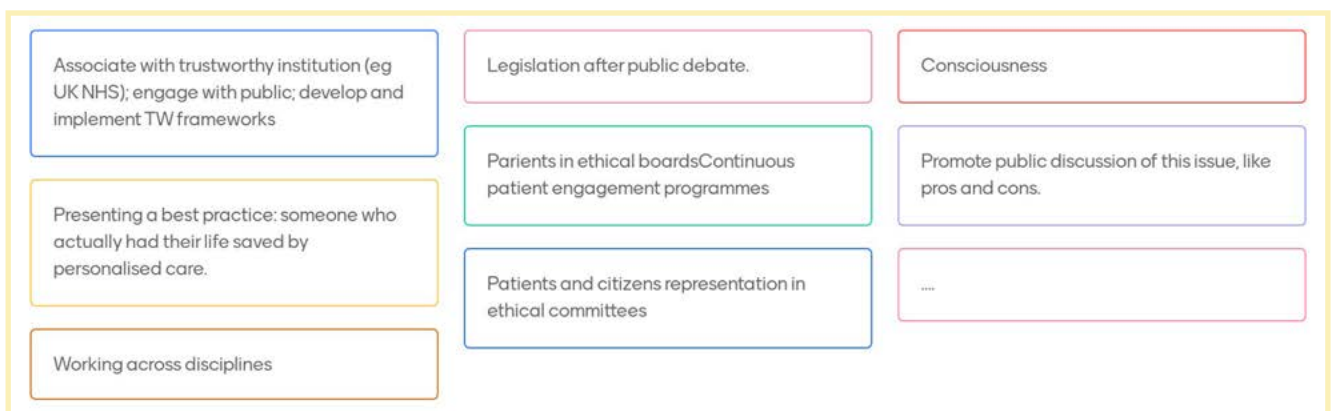 Associate with trustworthy institution (eg
UK NHS); engage with public; develop and
implement TW frameworks
Presenting a best practice: someone who
actually had their life saved by
personalised care.
Working across disciplines
Legislation after public debate.
Parients in ethical boardsContinuous
patient engagement programmes
Patients and citizens representation in
ethical committees
Consciousness
Promote public discussion of this issue, like
pros and cons.
....